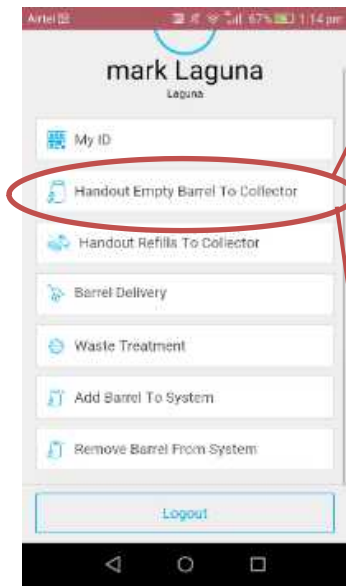 Airtel
67% 1:14 pm
mark Laguna
Laguna
My ID
Handout Empty Barrel To Collector
Handout Refills To Collector
Barrel Delivery
Waste Treatment
Add Barrel To System
Remove Barrel From System
Logout